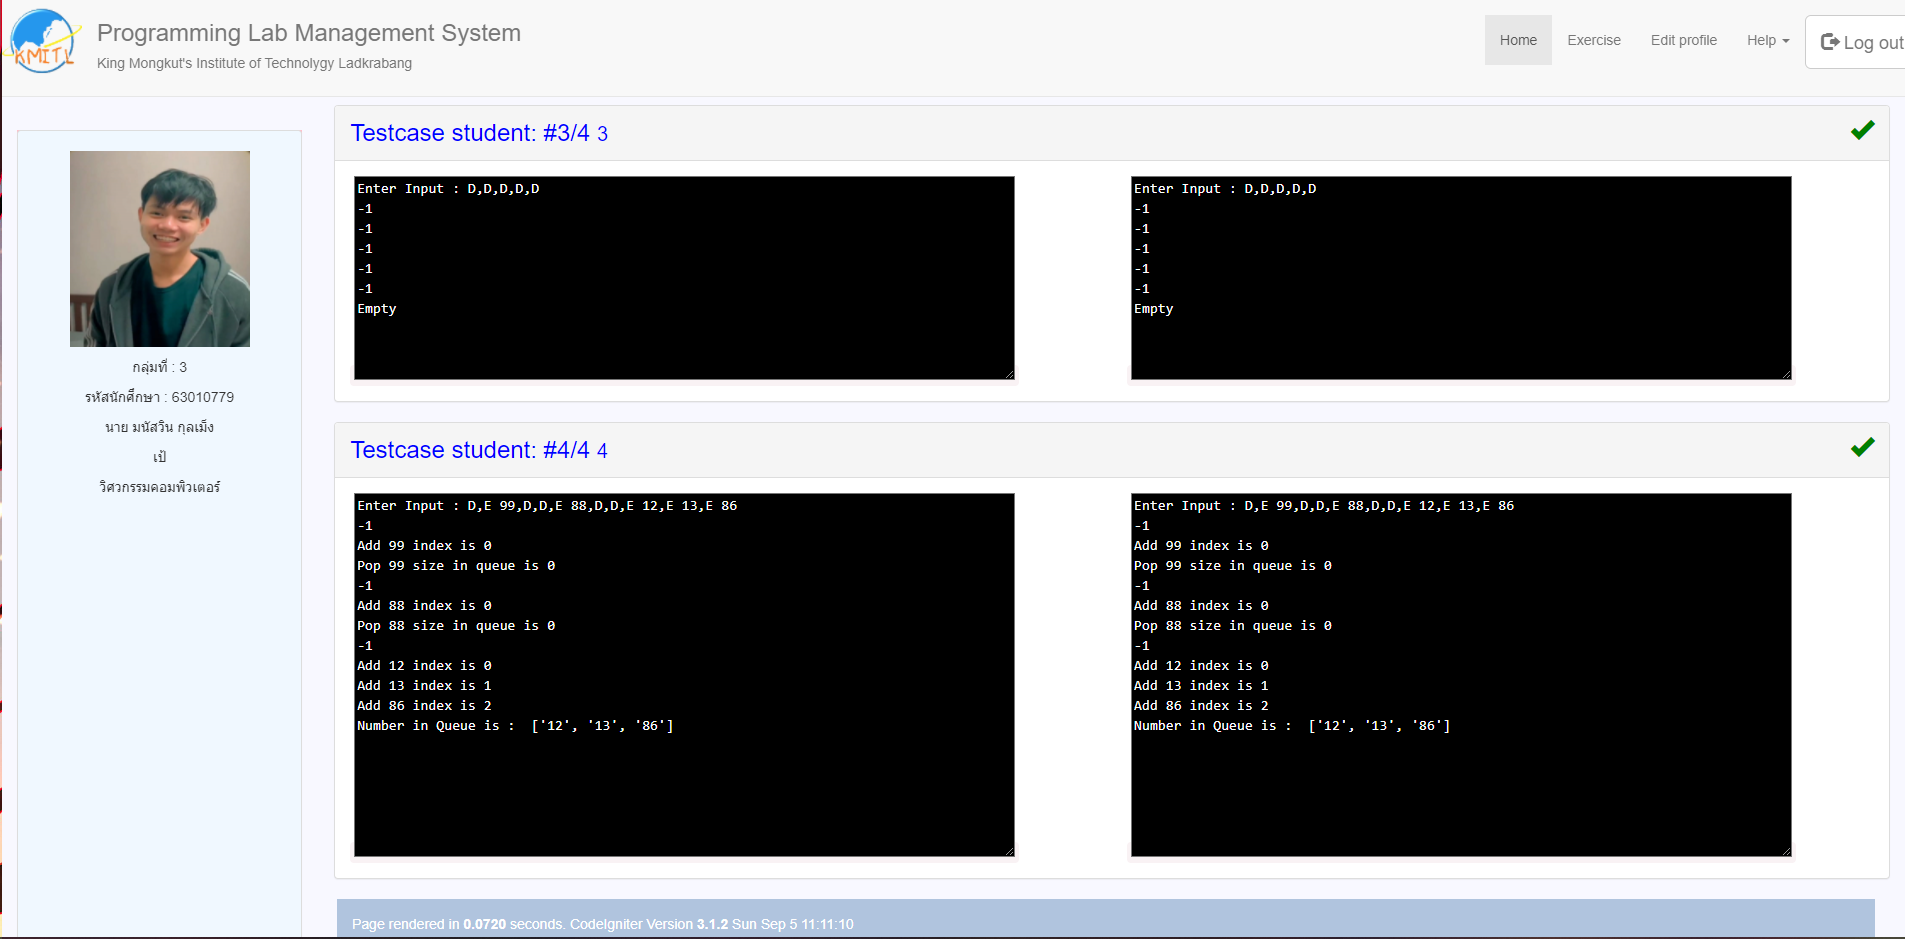 KMITL
Programming Lab Management System
King Mongkut's Institute of Technolygy Ladkrabang
Home
Exercise
Edit profile
Help
Log out
กลุ่มที่ : 3
รหัสนักศึกษา : 63010779
นาย มนัสวิน กุลเม็ง
เป้
วิศวกรรมคอมพิวเตอร์
Testcase student: #3/4 3
Enter Input : D,D,D,D,D
-1
-1
-1
-1
-1
Empty
Enter Input : D,D,D,D,D
-1
-1
-1
-1
-1
Empty
Testcase student: #4/4 4
Enter Input : D,E 99,D,D,E 88,D,D,E 12,E 13,E 86
-1
Add 99 index is 0
Pop 99 size in queue is 0
-1
Add 88 index is 0
Pop 88 size in queue is 0
-1
Add 12 index is 0
Add 13 index is 1
Add 86 index is 2
Number in Queue is :  ['12', '13', '86']
Enter Input : D,E 99,D,D,E 88,D,D,E 12,E 13,E 86
-1
Add 99 index is 0
Pop 99 size in queue is 0
-1
Add 88 index is 0
Pop 88 size in queue is 0
-1
Add 12 index is 0
Add 13 index is 1
Add 86 index is 2
Number in Queue is :  ['12', '13', '86']
Page rendered in 0.0720 seconds. CodeIgniter Version 3.1.2 Sun Sep 5 11:11:10